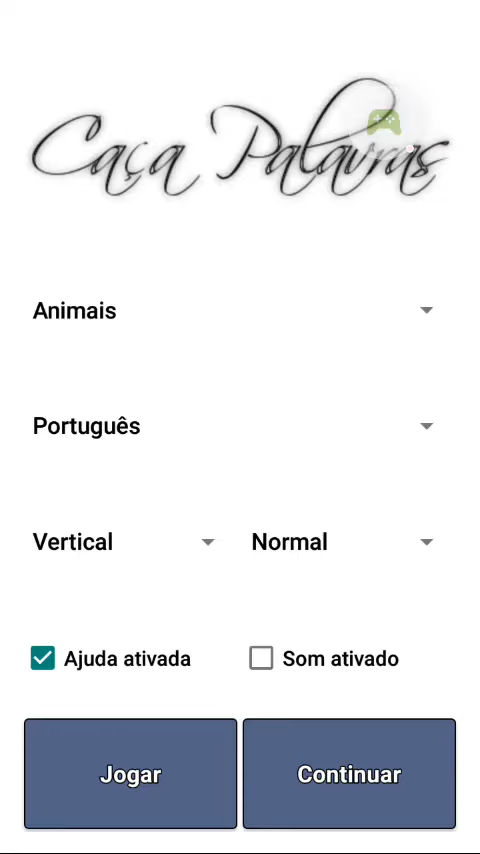 Caça Palavras
Animais
Português
Vertical
Normal
Ajuda ativada
Som ativado
Jogar
Continuar